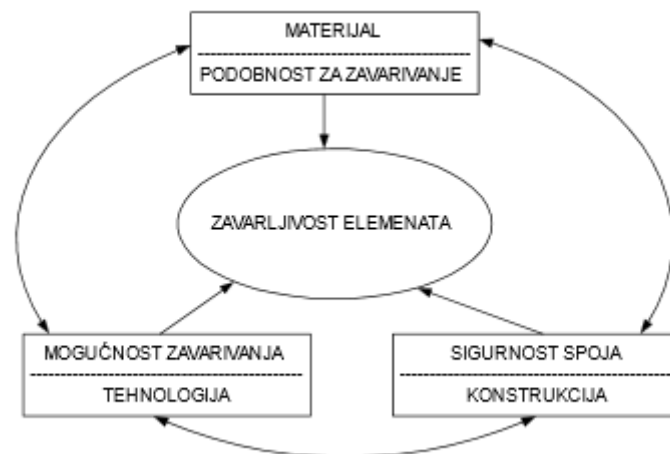 MATERIJAL
PODOBNOST ZA ZAVARIVANJE
ZAVARLJIVOST ELEMENATA
MOGUĆNOST ZAVARIVANJA
TEHNOLOGIJA
SIGURNOST SPOJA
KONSTRUKCIJA